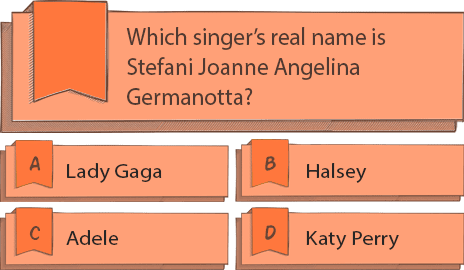 Which singer’s real name is
Stefani Joanne Angelina
Germanotta?
A Lady Gaga
B Halsey
C Adele
D Katy Perry